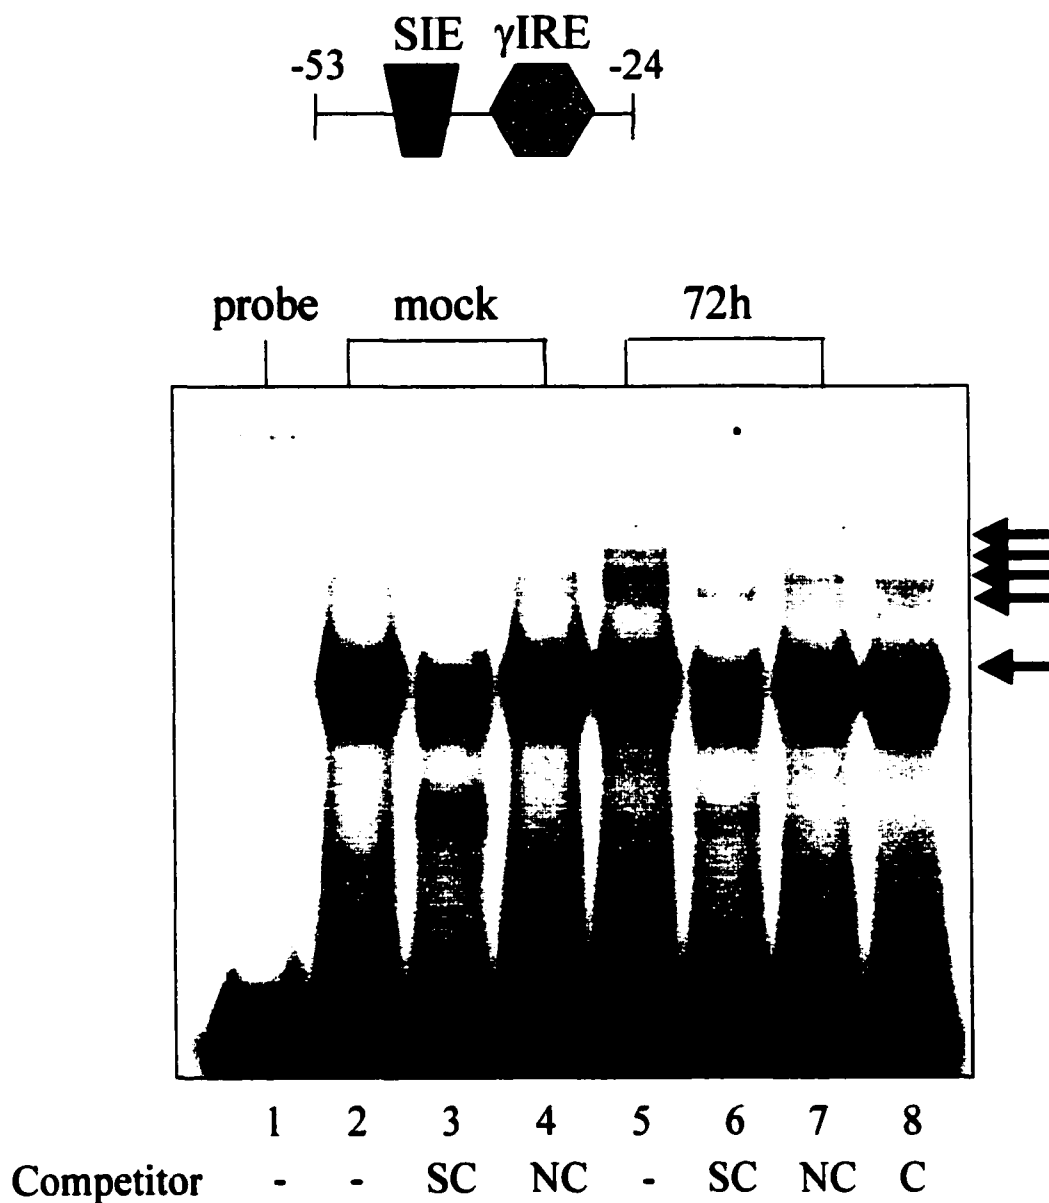 SIE γIRE
-53 -24
probe mock 72h
1 2 3 4 5 6 7 8
Competitor - - SC NC - SC NC C